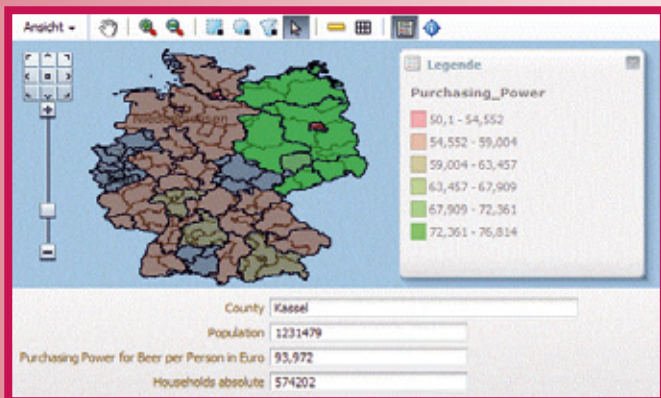 Ansicht
Legende
Purchasing_Power
50,1 - 54,552
54,552 - 59,004
59,004 - 63,457
63,457 - 67,909
67,909 - 72,361
72,361 - 76,814
County Kassel
Population 1231479
Purchasing Power for Beer per Person in Euro 93,972
Households absolute 574202